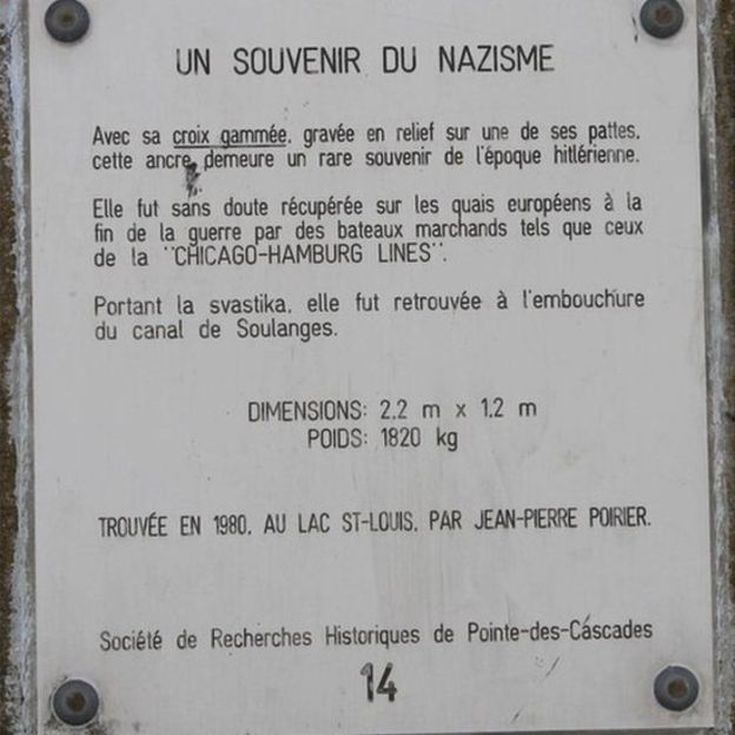 UN SOUVENIR DU NAZISME
Avec sa croix gammée, gravée en relief sur une de ses pattes,
cette ancre demeure un rare souvenir de l'époque hitlérienne.
Elle fut sans doute récupérée sur les quais européens à la
fin de la guerre par des bateaux marchands tels que ceux
de la "CHICAGO-HAMBURG LINES".
Portant la svastika, elle fut retrouvée à l'embouchure
du canal de Soulanges.
DIMENSIONS: 2.2 m x 1.2 m
POIDS: 1820 kg
TROUVÉE EN 1980, AU LAC ST-LOUIS, PAR JEAN-PIERRE POIRIER.
Société de Recherches Historiques de Pointe-des-Cáscades
14